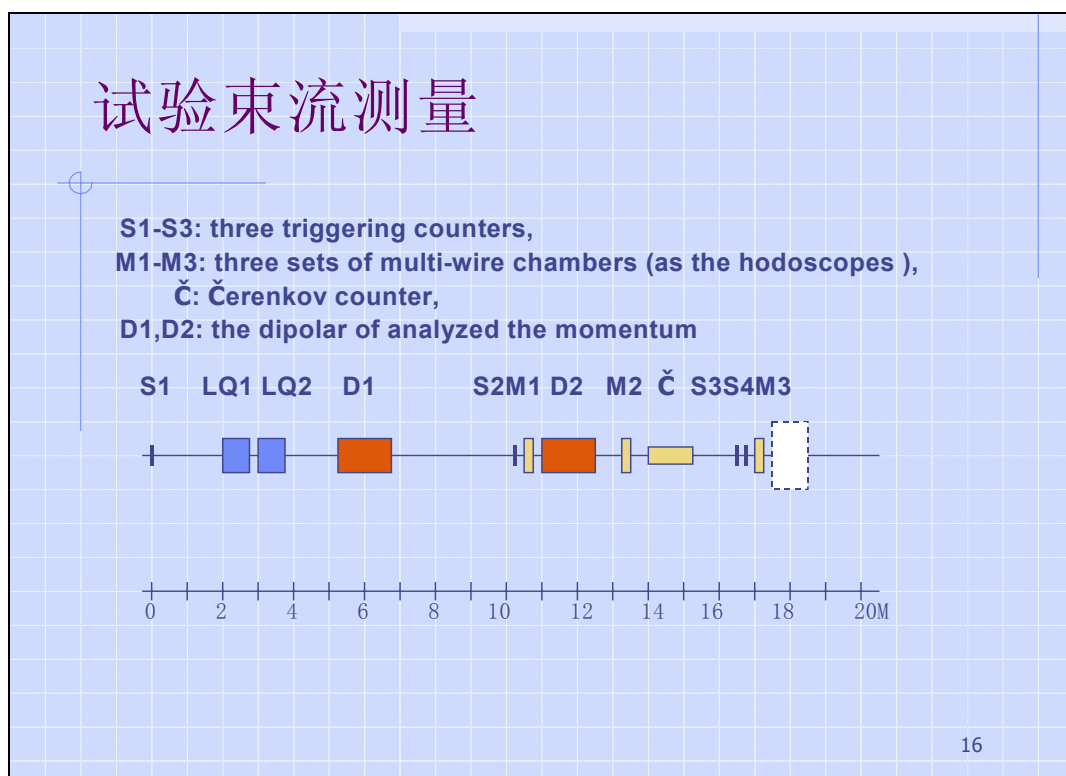 试验束流测量
S1-S3: three triggering counters,
M1-M3: three sets of multi-wire chambers (as the hodoscopes ),
Č: Čerenkov counter,
D1,D2: the dipolar of analyzed the momentum
S1 LQ1 LQ2 D1 S2M1 D2 M2 Č S3S4M3
0 2 4 6 8 10 12 14 16 18 20M
16